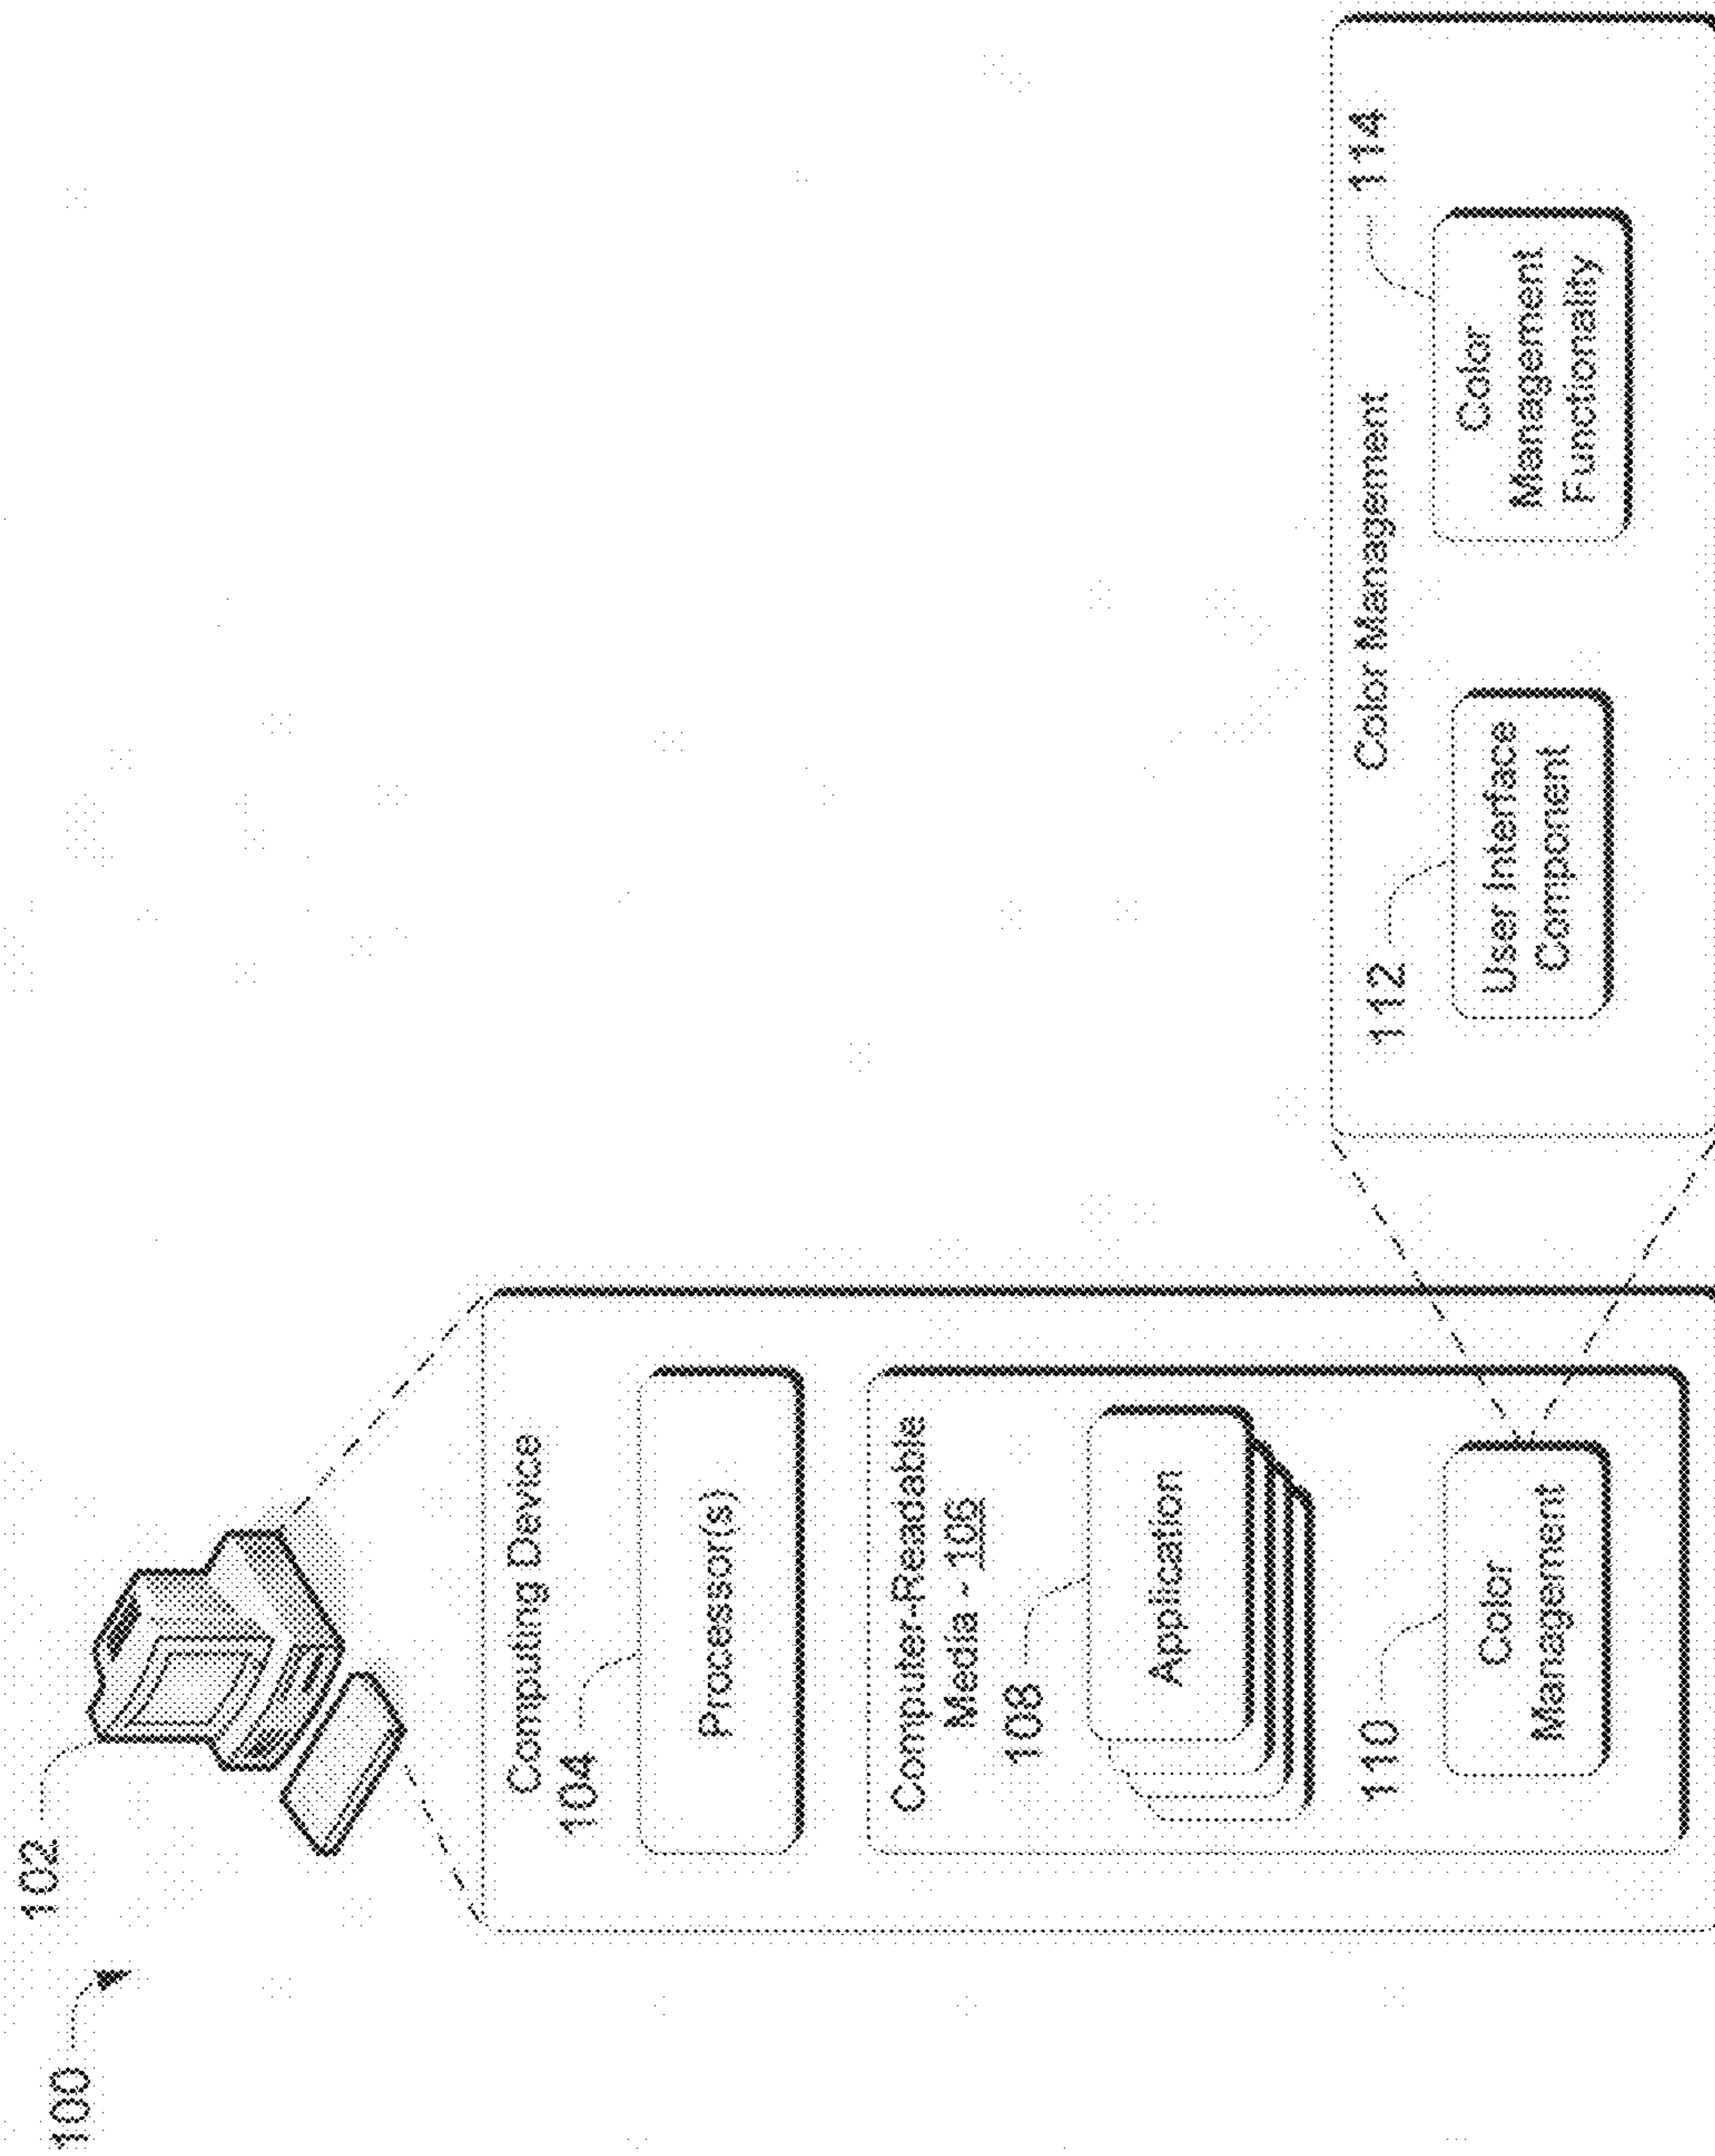 100
102
Computing Device
104
Processor(s)
Computer-Readable
Media - 106
108
Application
110
Color
Management
Color Management
112
User Interface
Component
114
Color
Management
Functionality